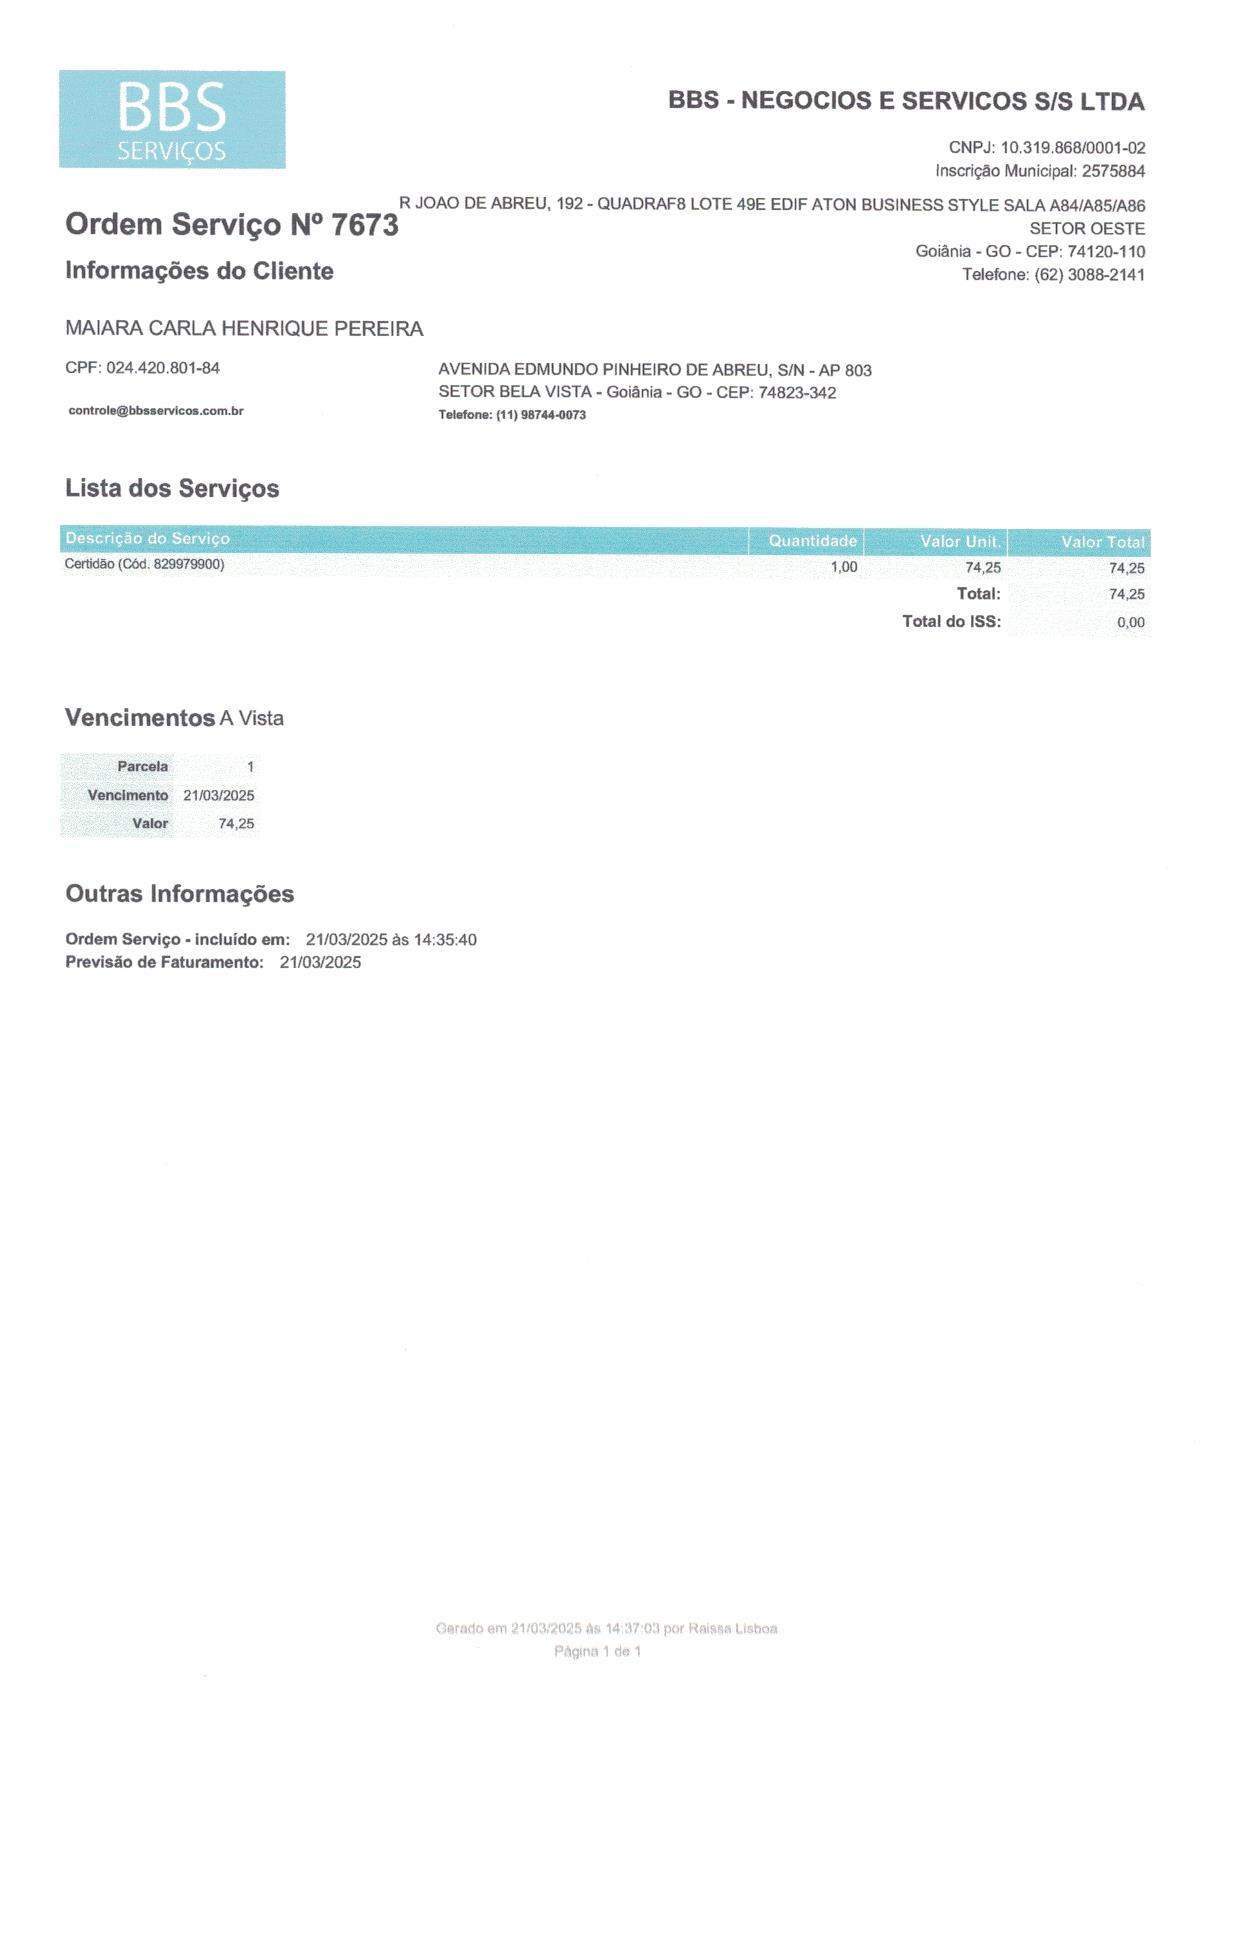 BBS
SERVIÇOS
BBS - NEGOCIOS E SERVICOS S/S LTDA
CNPJ: 10.319.868/0001-02
Inscrição Municipal: 2575884
R JOAO DE ABREU, 192 - QUADRAF8 LOTE 49E EDIF ATON BUSINESS STYLE SALA A84/A85/A86
SETOR OESTE
Goiânia - GO - CEP: 74120-110
Telefone: (62) 3088-2141
Ordem Serviço Nº 7673
Informações do Cliente
MAIARA CARLA HENRIQUE PEREIRA
CPF: 024.420.801-84
controle@bbsservicos.com.br
AVENIDA EDMUNDO PINHEIRO DE ABREU, S/N - AP 803
SETOR BELA VISTA - Goiânia - GO - CEP: 74823-342
Telefone: (11) 98744-0073
Lista dos Serviços
Descrição do Serviço Quantidade Valor Unit. Valor Total
Certidão (Cód. 829979900) 1,00 74,25 74,25
Total: 74,25
Total do ISS: 0,00
Vencimentos A Vista
Parcela 1
Vencimento 21/03/2025
Valor 74,25
Outras Informações
Ordem Serviço - incluído em: 21/03/2025 às 14:35:40
Previsão de Faturamento: 21/03/2025
Gerado em 21/03/2025 às 14:37:03 por Raissa Lisboa
Página 1 de 1